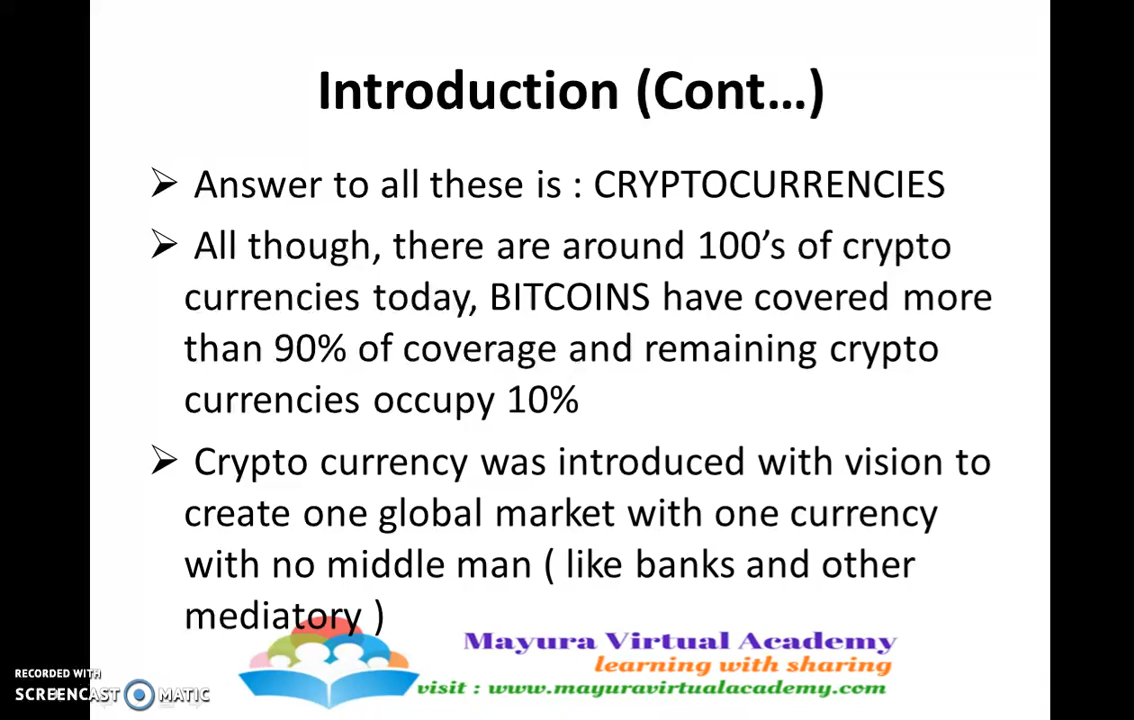 Introduction (Cont...)
➢ Answer to all these is : CRYPTOCURRENCIES
➢ All though, there are around 100’s of crypto
currencies today, BITCOINS have covered more
than 90% of coverage and remaining crypto
currencies occupy 10%
➢ Crypto currency was introduced with vision to
create one global market with one currency
with no middle man ( like banks and other
mediatory )
Mayura Virtual Academy
learning with sharing
visit : www.mayuravirtualacademy.com
RECORDED WITH
SCREENCAST MATIC